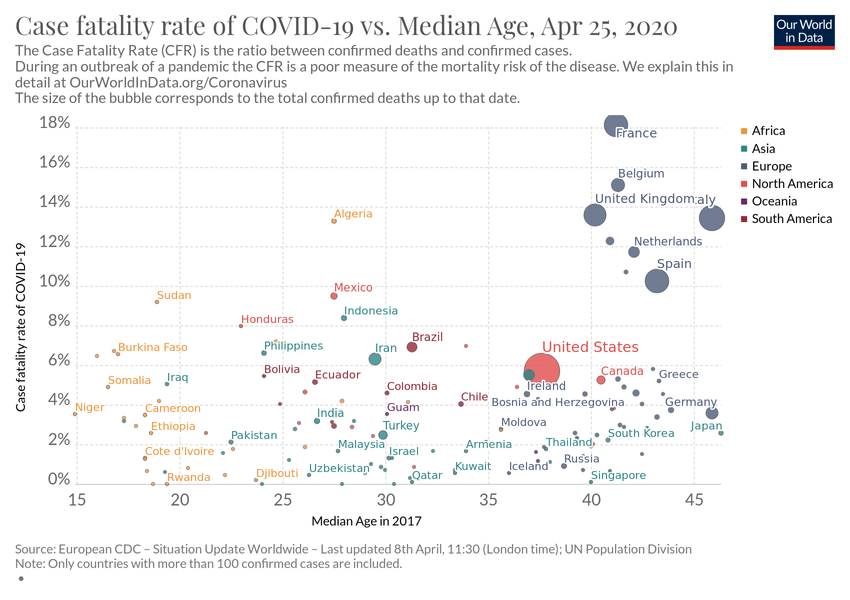 Case fatality rate of COVID-19 vs. Median Age, Apr 25, 2020
Our World
in Data
The Case Fatality Rate (CFR) is the ratio between confirmed deaths and confirmed cases.
During an outbreak of a pandemic the CFR is a poor measure of the mortality risk of the disease. We explain this in
detail at OurWorldInData.org/Coronavirus
The size of the bubble corresponds to the total confirmed deaths up to that date.
18%
16%
14%
12%
10%
8%
6%
4%
2%
0%
Case fatality rate of COVID-19
France
Belgium
United Kingdom
aly
Algeria
Netherlands
Spain
Mexico
Sudan
Indonesia
Honduras
Brazil
Burkina Faso
Philippines
Iran
United States
Bolivia
Ecuador
Canada
Greece
Somalia
Iraq
Colombia
Ireland
Chile
Bosnia and Herzegovina
Germany
Niger
Cameroon
Guam
India
Ethiopia
Turkey
Moldova
Japan
Pakistan
South Korea
Malaysia
Armenia
Thailand
Cote d'Ivoire
Israel
Uzbekistan
Kuwait
Iceland
Russia
Rwanda
Djibouti
Qatar
Singapore
15
20
25
30
35
40
45
Median Age in 2017
Africa
Asia
Europe
North America
Oceania
South America
Source: European CDC – Situation Update Worldwide – Last updated 8th April, 11:30 (London time); UN Population Division
Note: Only countries with more than 100 confirmed cases are included.